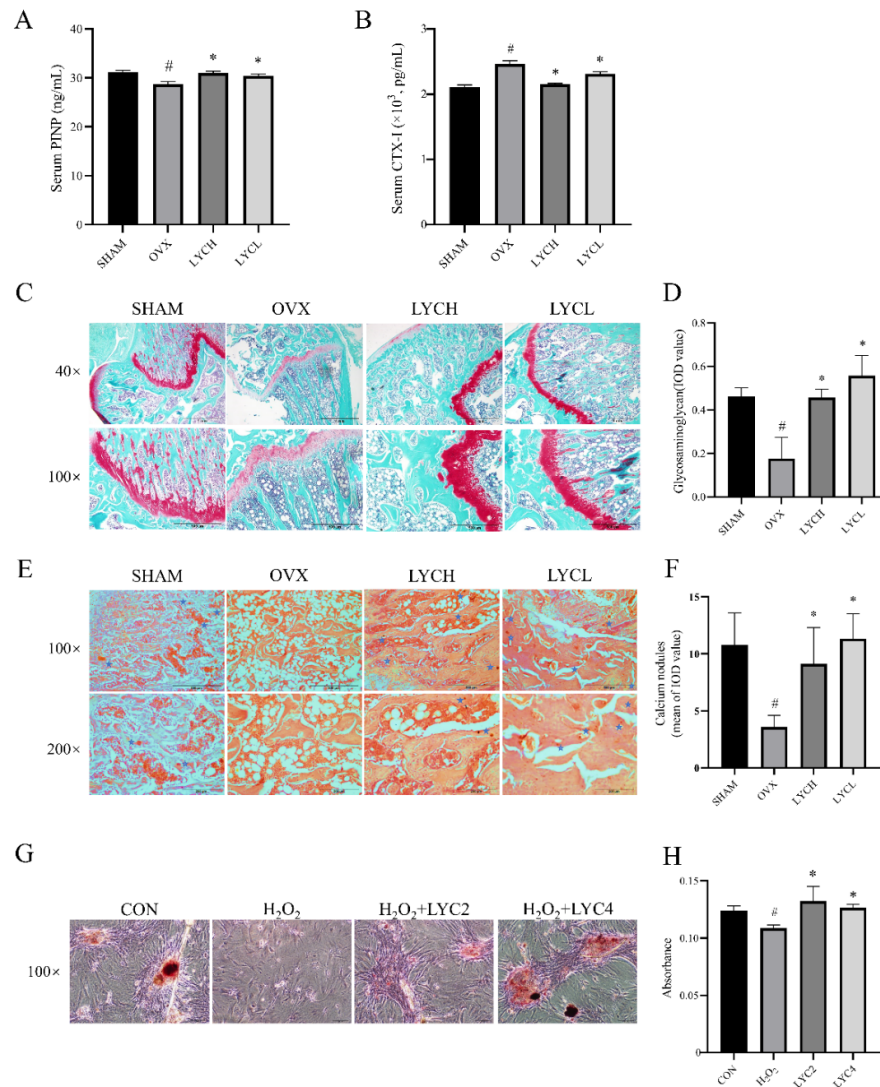 A
Serum PINP (ng/mL)
40
30
20
10
0
#
*
*
SHAM
OVX
LYCH
LYCL
B
Serum CTX-I (×10³, pg/mL)
3
2
1
0
#
*
*
SHAM
OVX
LYCH
LYCL
C
SHAM OVX LYCH LYCL
40×
100×
D
Glycosaminoglycan(IOD value)
0.8
0.6
0.4
0.2
0.0
#
*
*
SHAM
OVX
LYCH
LYCL
E
SHAM OVX LYCH LYCL
100×
200×
F
Calcium nodules
(mean of IOD value)
15
10
5
0
#
*
*
SHAM
OVX
LYCH
LYCL
G
CON H₂O₂ H₂O₂+LYC2 H₂O₂+LYC4
100×
H
Absorbance
0.15
0.10
0.05
0
#
*
*
CON
H₂O₂
LYC2
LYC4